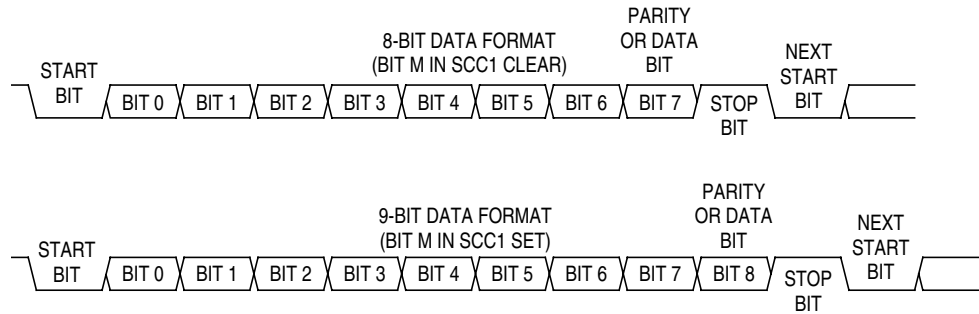 8-BIT DATA FORMAT
(BIT M IN SCC1 CLEAR)
PARITY
OR DATA
BIT
START
BIT
BIT 0 BIT 1 BIT 2 BIT 3 BIT 4 BIT 5 BIT 6 BIT 7
STOP
BIT
NEXT
START
BIT
9-BIT DATA FORMAT
(BIT M IN SCC1 SET)
PARITY
OR DATA
BIT
START
BIT
BIT 0 BIT 1 BIT 2 BIT 3 BIT 4 BIT 5 BIT 6 BIT 7 BIT 8
STOP
BIT
NEXT
START
BIT